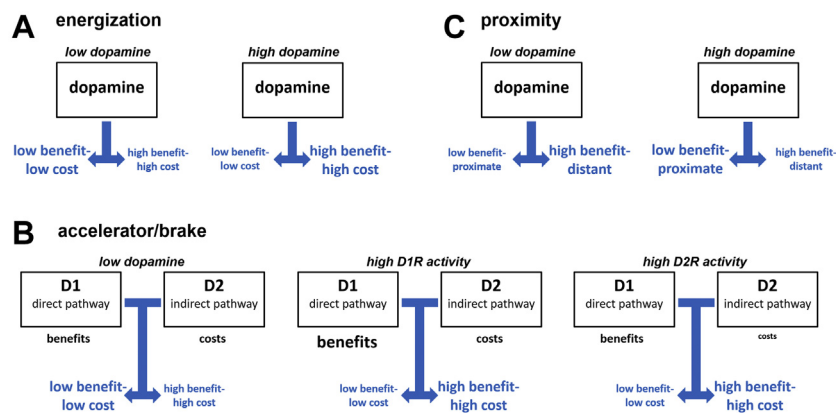 A energization
low dopamine
high dopamine
dopamine
dopamine
low benefit-
low cost
high benefit-
high cost
low benefit-
low cost
high benefit-
high cost
C proximity
low dopamine
high dopamine
dopamine
dopamine
low benefit-
proximate
high benefit-
distant
low benefit-
proximate
high benefit-
distant
B accelerator/brake
low dopamine
D1
direct pathway
D2
indirect pathway
benefits
costs
low benefit-
low cost
high benefit-
high cost
high D1R activity
D1
direct pathway
D2
indirect pathway
benefits
costs
low benefit-
low cost
high benefit-
high cost
high D2R activity
D1
direct pathway
D2
indirect pathway
benefits
costs
low benefit-
low cost
high benefit-
high cost